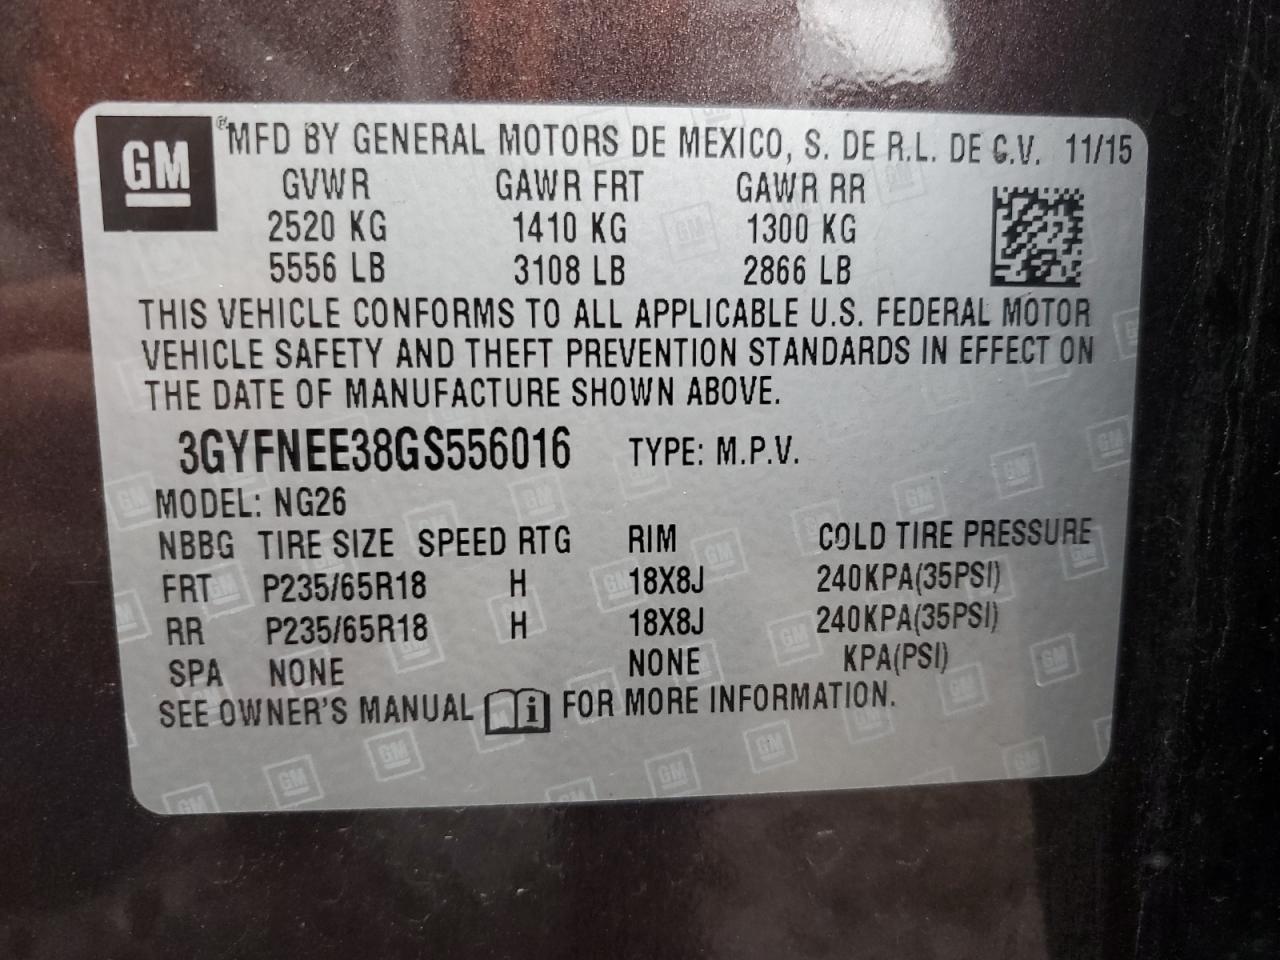 GM ® MFD BY GENERAL MOTORS DE MEXICO, S. DE R.L. DE C.V. 11/15
GVWR GAWR FRT GAWR RR
2520 KG 1410 KG 1300 KG
5556 LB 3108 LB 2866 LB
THIS VEHICLE CONFORMS TO ALL APPLICABLE U.S. FEDERAL MOTOR
VEHICLE SAFETY AND THEFT PREVENTION STANDARDS IN EFFECT ON
THE DATE OF MANUFACTURE SHOWN ABOVE.
3GYFNEE38GS556016 TYPE: M.P.V.
MODEL: NG26
NBBG TIRE SIZE SPEED RTG RIM COLD TIRE PRESSURE
FRT P235/65R18 H 18X8J 240KPA(35PSI)
RR P235/65R18 H 18X8J 240KPA(35PSI)
SPA NONE NONE KPA(PSI)
SEE OWNER'S MANUAL i FOR MORE INFORMATION.